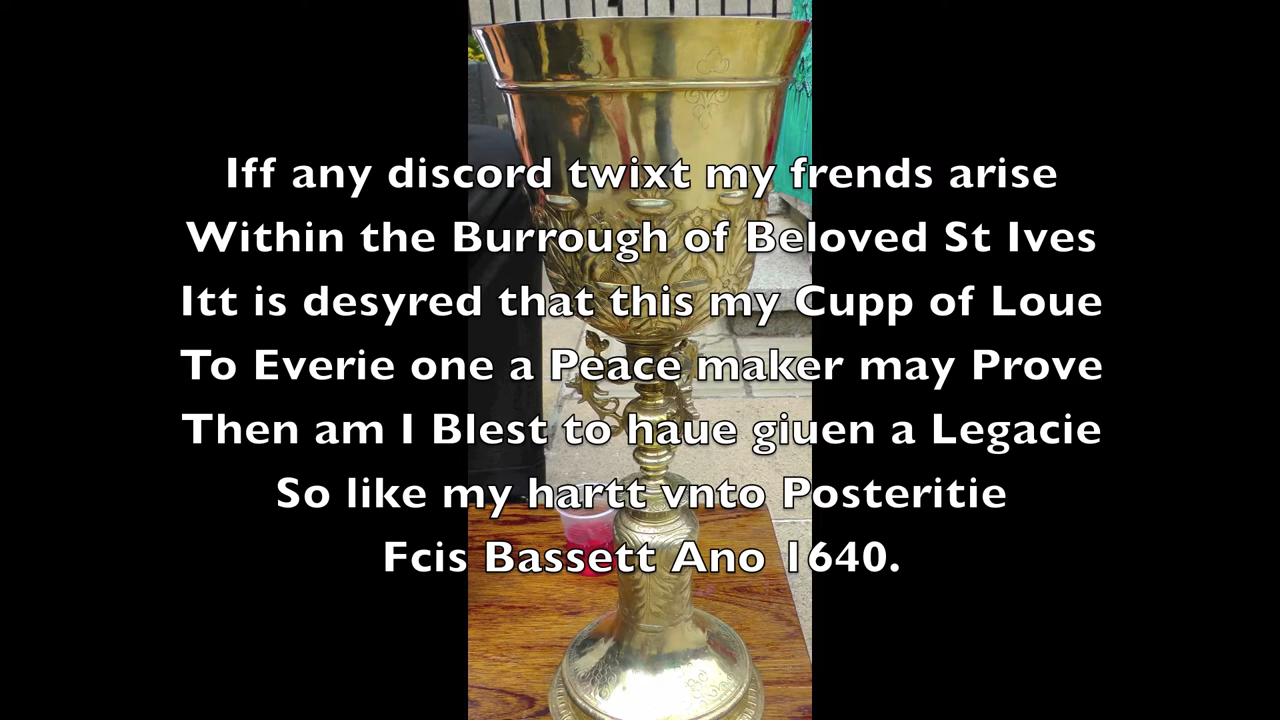 Iff any discord twixt my frends arise
Within the Burrough of Beloved St Ives
Itt is desyred that this my Cupp of Loue
To Everie one a Peace maker may Prove
Then am I Blest to haue giuen a Legacie
So like my hartt vnto Posteritie
Fcis Bassett Ano 1640.